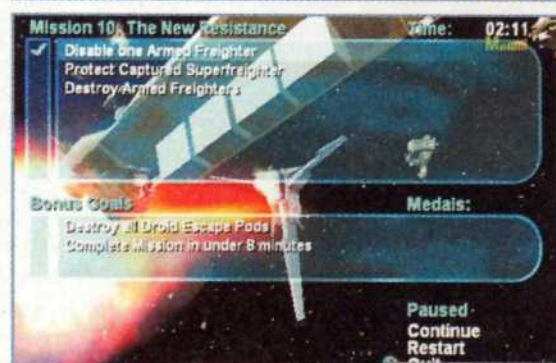 Mission 10: The New Resistance Time: 02:11
Disable one Armed Freighter
Protect Captured Superfreighter
Destroy Armed Freighters
Bonus Goals Medals:
Destroy all Droid Escape Pods
Complete Mission in under 8 minutes
Paused
Continue
Restart
Quit